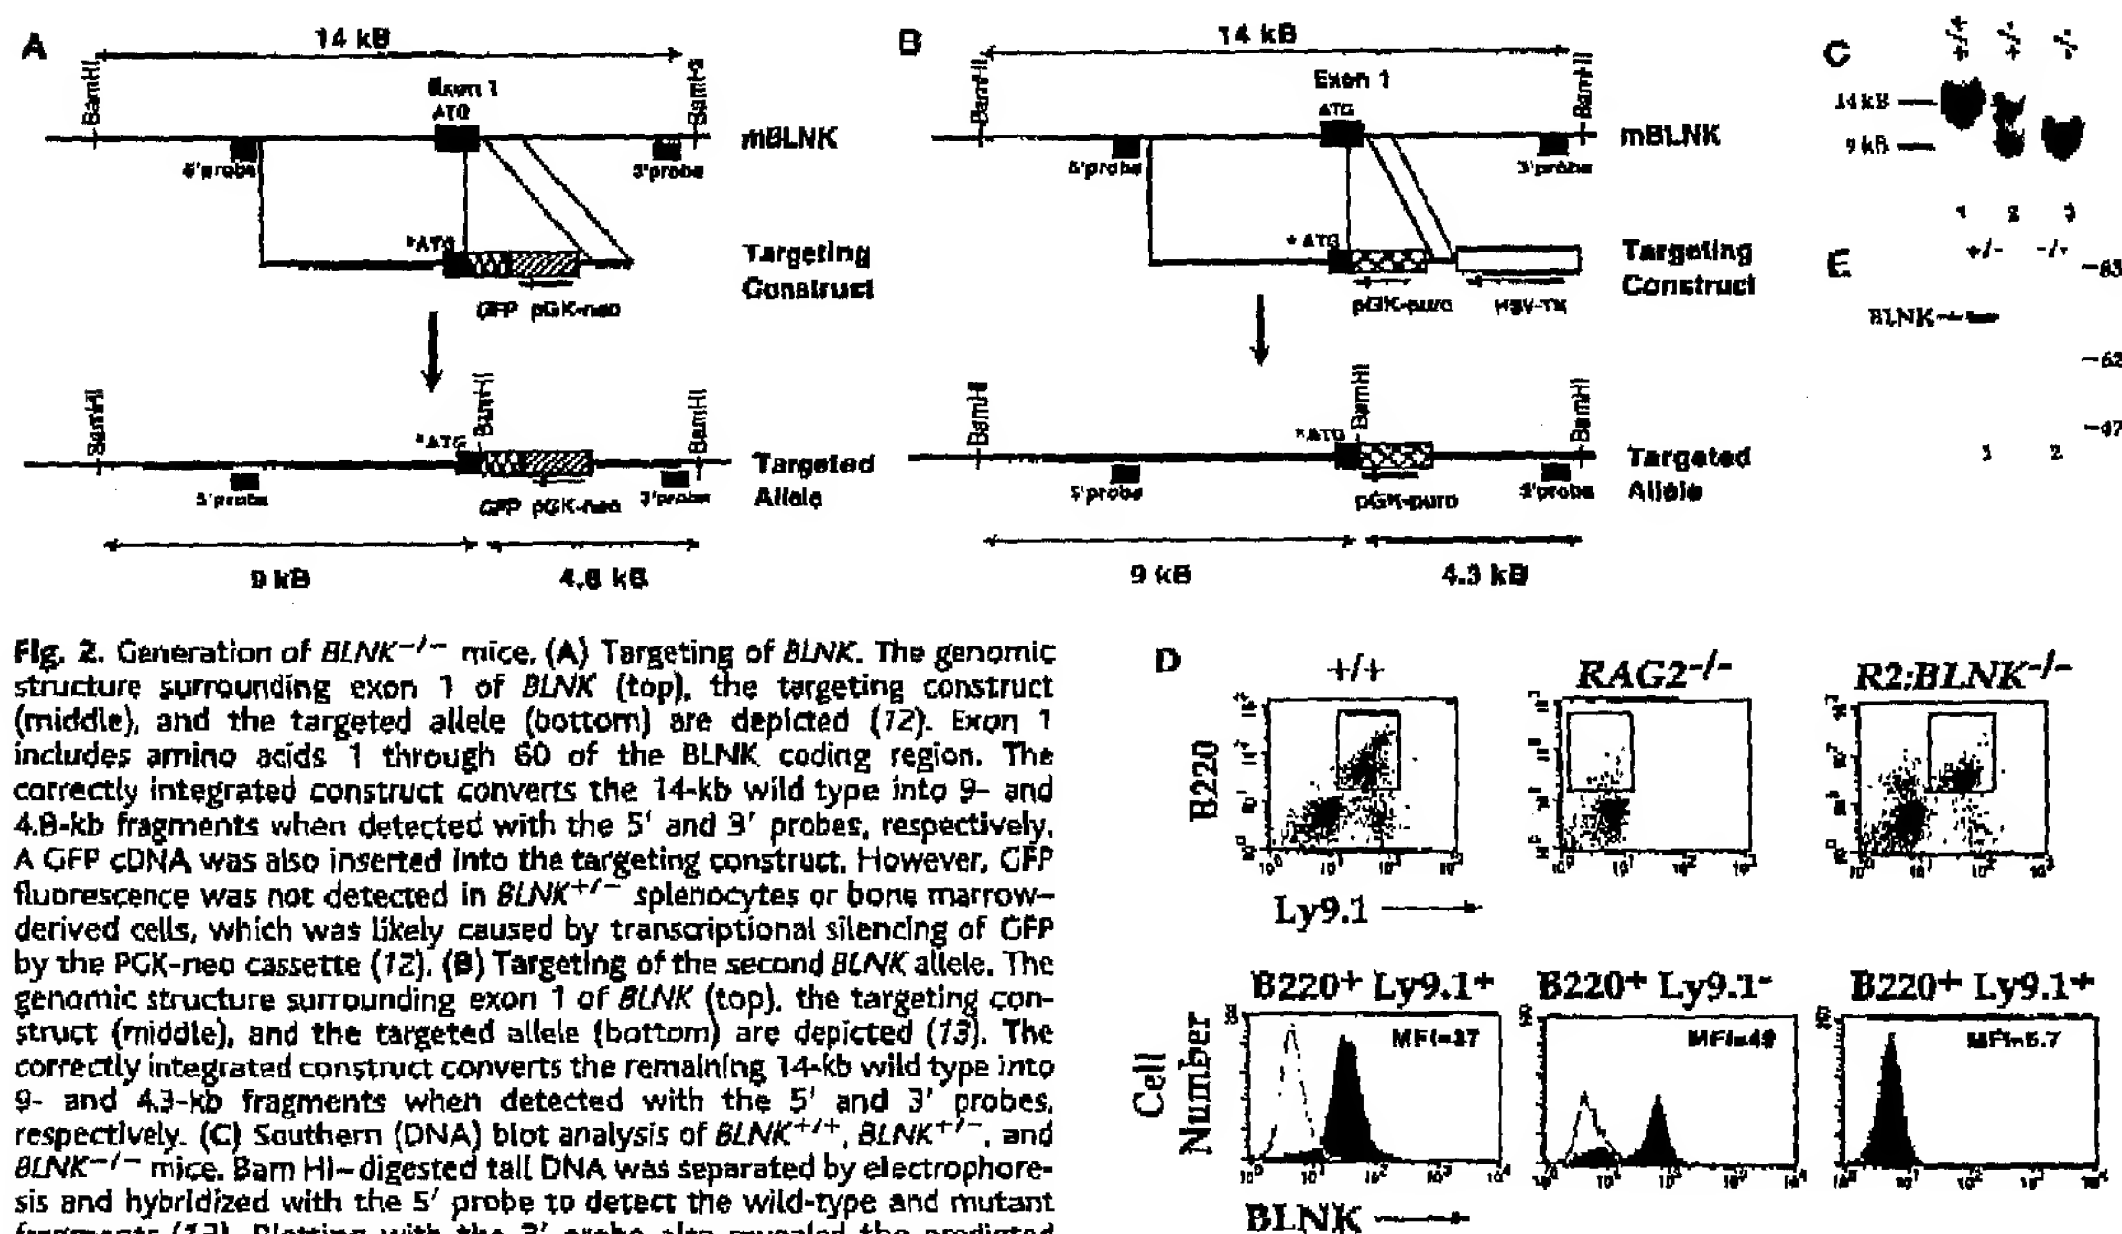 A
14 kB
BamHI
BamHI
Exon 1
ATG
mBLNK
5'probe
3'probe
*ATG
Targeting
Construct
GFP pGK-neo
BamHI
BamHI
BamHI
*ATG
Targeted
Allele
5'probe
GFP pGK-neo
3'probe
9 kB
4.8 kB
B
14 kB
BamHI
BamHI
Exon 1
ATG
mBLNK
5'probe
3'probe
*ATG
Targeting
Construct
pGK-puro
HSV-TK
BamHI
BamHI
BamHI
*ATG
Targeted
Allele
5'probe
pGK-puro
3'probe
9 kB
4.3 kB
C
+/+ +/- -/-
14 kB
9 kB
1 2 3
E
+/- -/-
BLNK
-83
-62
-47
1 2
Fig. 2. Generation of BLNK−/− mice. (A) Targeting of BLNK. The genomic
structure surrounding exon 1 of BLNK (top), the targeting construct
(middle), and the targeted allele (bottom) are depicted (12). Exon 1
includes amino acids 1 through 60 of the BLNK coding region. The
correctly integrated construct converts the 14-kb wild type into 9- and
4.8-kb fragments when detected with the 5' and 3' probes, respectively.
A GFP cDNA was also inserted into the targeting construct. However, GFP
fluorescence was not detected in BLNK+/− splenocytes or bone marrow–
derived cells, which was likely caused by transcriptional silencing of GFP
by the PGK-neo cassette (12). (B) Targeting of the second BLNK allele. The
genomic structure surrounding exon 1 of BLNK (top), the targeting con-
struct (middle), and the targeted allele (bottom) are depicted (13). The
correctly integrated construct converts the remaining 14-kb wild type into
9- and 4.3-kb fragments when detected with the 5' and 3' probes,
respectively. (C) Southern (DNA) blot analysis of BLNK+/+, BLNK+/−, and
BLNK−/− mice. Bam HI–digested tail DNA was separated by electrophore-
sis and hybridized with the 5' probe to detect the wild-type and mutant
D
+/+
RAG2-/-
R2;BLNK-/-
B220
Ly9.1
B220+ Ly9.1+
B220+ Ly9.1-
B220+ Ly9.1+
MFI=37
MFI=49
MFI=5.7
Cell
Number
BLNK